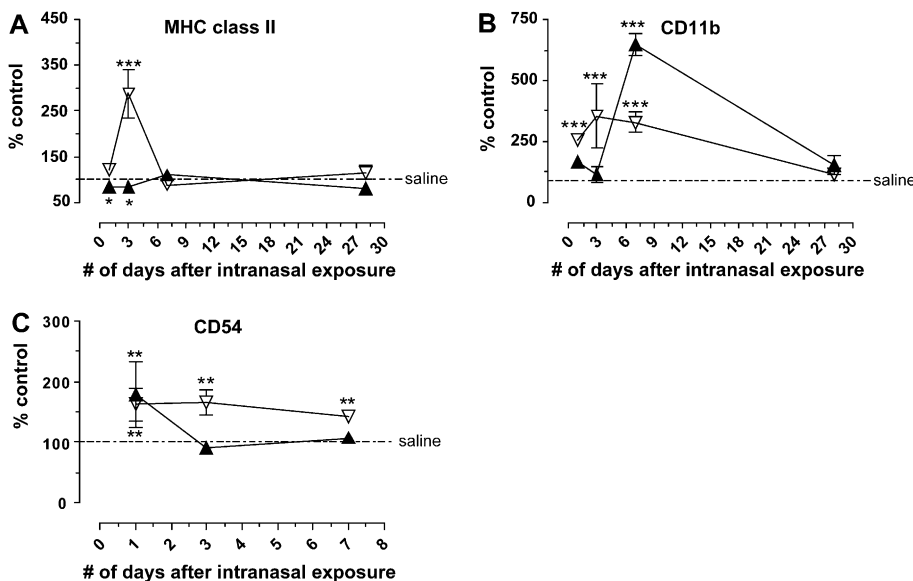 A
MHC class II
450
350
250
150
50
% control
***
* *
saline
0 3 6 9 12 15 18 21 24 27 30
# of days after intranasal exposure
B
CD11b
750
500
250
0
% control
***
***
***
***
saline
0 3 6 9 12 15 18 21 24 27 30
# of days after intranasal exposure
C
CD54
300
200
100
0
% control
**
**
**
**
saline
0 1 2 3 4 5 6 7 8
# of days after intranasal exposure